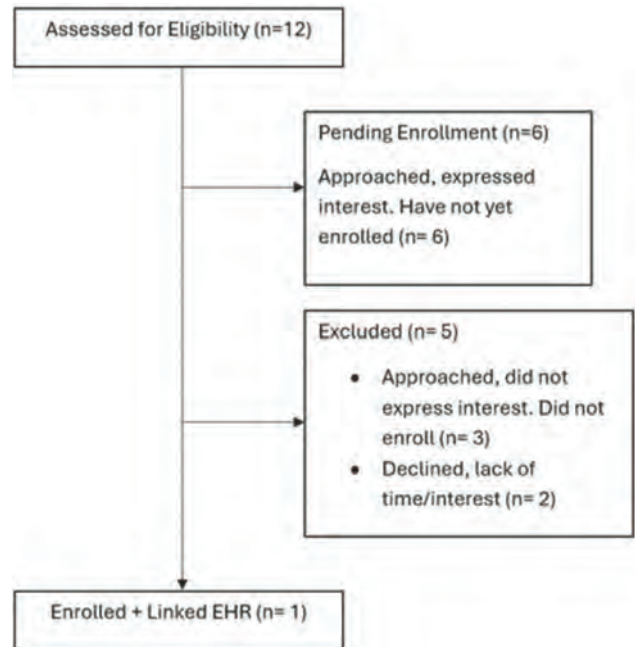 Assessed for Eligibility (n=12)
Pending Enrollment (n=6)
Approached, expressed
interest. Have not yet
enrolled (n= 6)
Excluded (n= 5)
• Approached, did not
express interest. Did not
enroll (n= 3)
• Declined, lack of
time/interest (n= 2)
Enrolled + Linked EHR (n= 1)